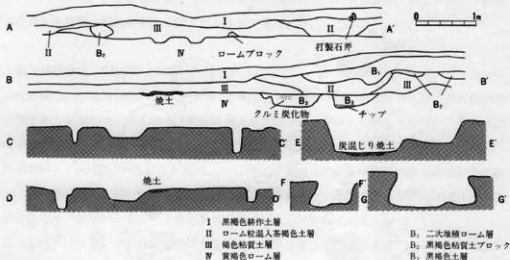 0 1m
A I A'
III II
II B₂ IV ロームブロック 打製石斧
B I B₁ B'
III II III
焼土 IV B₃ B₃ B₂
クルミ炭化物 チップ
C C' E 炭混じり焼土 E'
D 焼土 D' F F' G G'
I 黒褐色耕作土層
II ローム粒混入茶褐色土層
III 褐色粘質土層
IV 黄褐色ローム層
B₁ 二次堆積ローム層
B₂ 黒褐色粘質土ブロック
B₃ 黒褐色土層